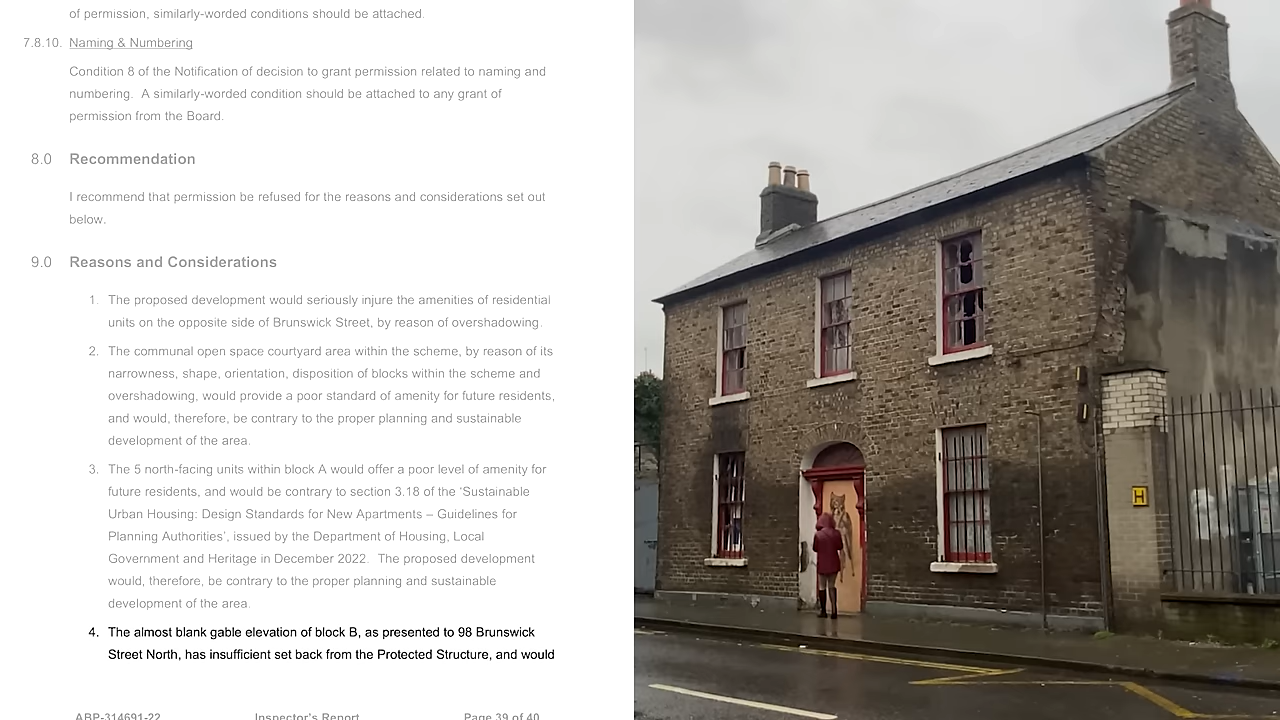 of permission, similarly-worded conditions should be attached.
7.8.10. Naming & Numbering
Condition 8 of the Notification of decision to grant permission related to naming and
numbering. A similarly-worded condition should be attached to any grant of
permission from the Board.
8.0 Recommendation
I recommend that permission be refused for the reasons and considerations set out
below.
9.0 Reasons and Considerations
1. The proposed development would seriously injure the amenities of residential
units on the opposite side of Brunswick Street, by reason of overshadowing.
2. The communal open space courtyard area within the scheme, by reason of its
narrowness, shape, orientation, disposition of blocks within the scheme and
overshadowing, would provide a poor standard of amenity for future residents,
and would, therefore, be contrary to the proper planning and sustainable
development of the area.
3. The 5 north-facing units within block A would offer a poor level of amenity for
future residents, and would be contrary to section 3.18 of the ‘Sustainable
Urban Housing: Design Standards for New Apartments – Guidelines for
Planning Authorities’, issued by the Department of Housing, Local
Government and Heritage in December 2022. The proposed development
would, therefore, be contrary to the proper planning and sustainable
development of the area.
4. The almost blank gable elevation of block B, as presented to 98 Brunswick
Street North, has insufficient set back from the Protected Structure, and would
ABP-314691-22 Inspector's Report Page 39 of 40
H